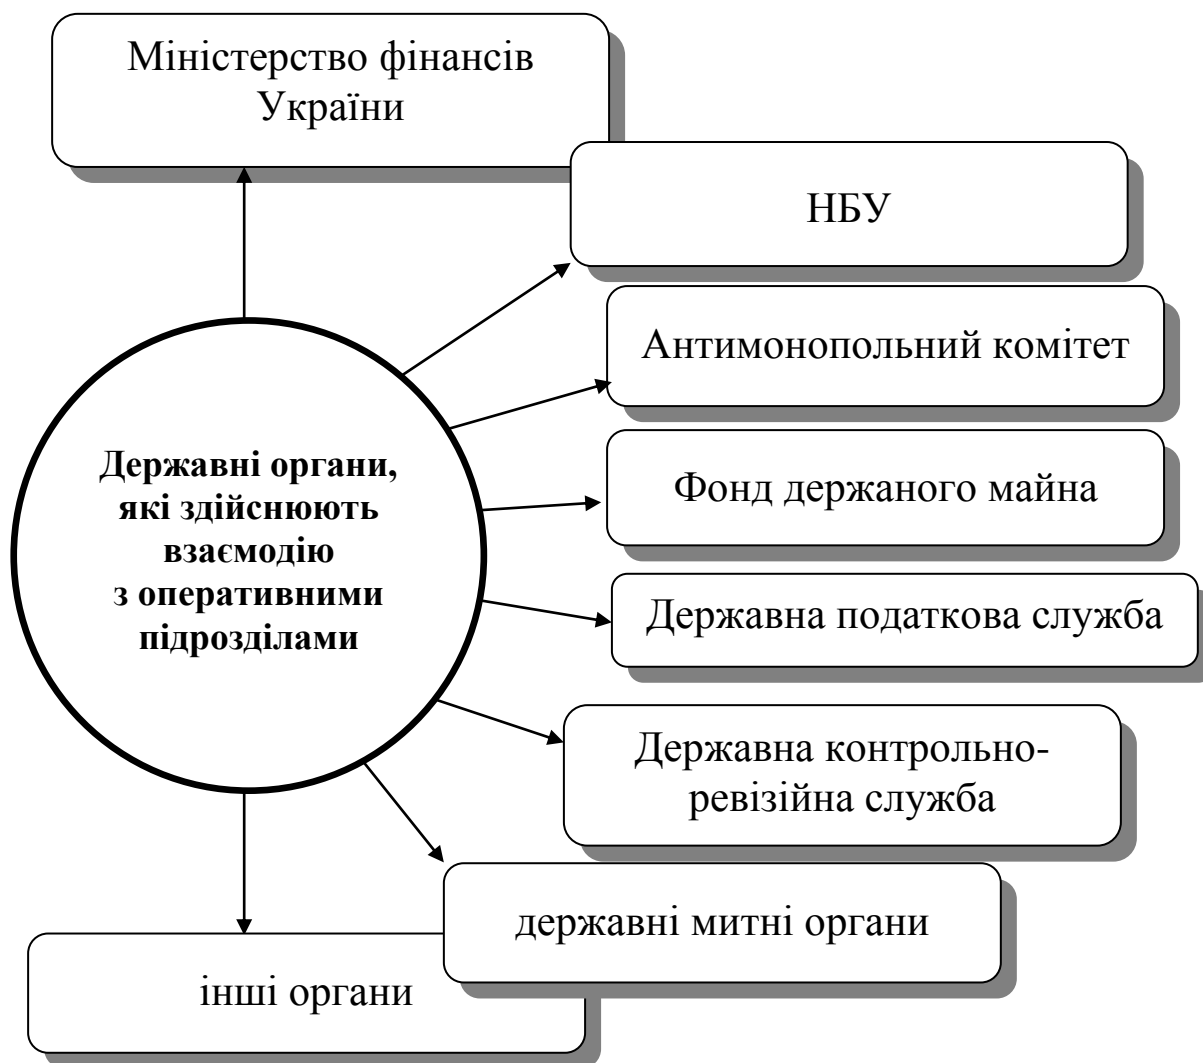 Міністерство фінансів
України
НБУ
Антимонопольний комітет
Державні органи,
які здійснюють
взаємодію
з оперативними
підрозділами
Фонд держаного майна
Державна податкова служба
Державна контрольно-
ревізійна служба
державні митні органи
інші органи